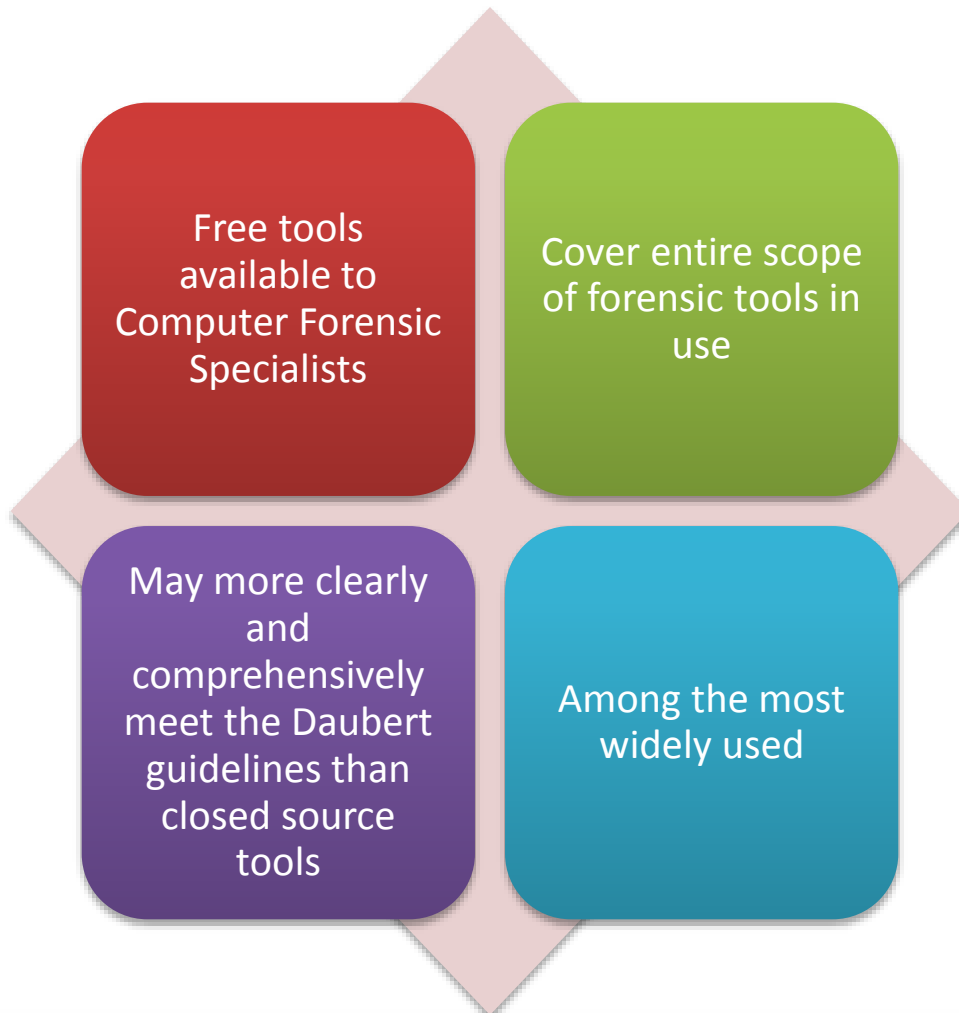 Free tools
available to
Computer Forensic
Specialists
Cover entire scope
of forensic tools in
use
May more clearly
and
comprehensively
meet the Daubert
guidelines than
closed source
tools
Among the most
widely used